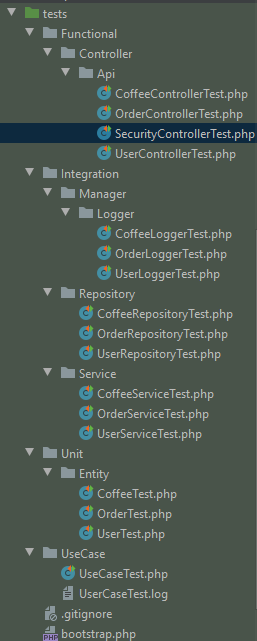 tests
Functional
Controller
Api
CoffeeControllerTest.php
OrderControllerTest.php
SecurityControllerTest.php
UserControllerTest.php
Integration
Manager
Logger
CoffeeLoggerTest.php
OrderLoggerTest.php
UserLoggerTest.php
Repository
CoffeeRepositoryTest.php
OrderRepositoryTest.php
UserRepositoryTest.php
Service
CoffeeServiceTest.php
OrderServiceTest.php
UserServiceTest.php
Unit
Entity
CoffeeTest.php
OrderTest.php
UserTest.php
UseCase
UseCaseTest.php
UserCaseTest.log
.gitignore
bootstrap.php